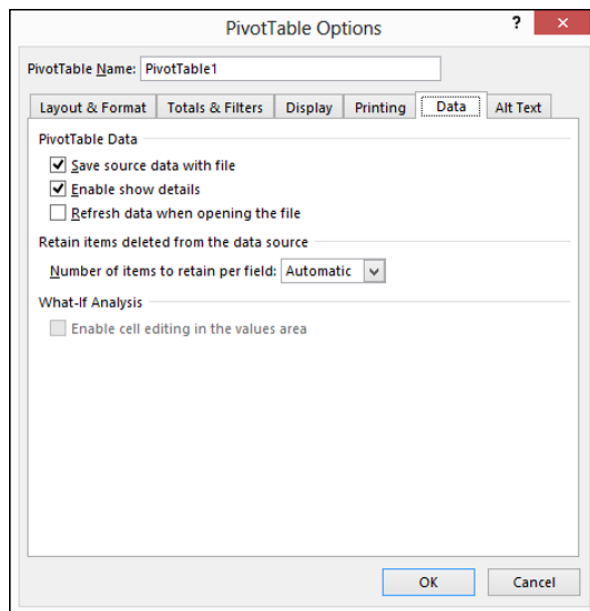 PivotTable Options ? ×
PivotTable Name: PivotTable1
Layout & Format Totals & Filters Display Printing Data Alt Text
PivotTable Data
Save source data with file
Enable show details
Refresh data when opening the file
Retain items deleted from the data source
Number of items to retain per field: Automatic
What-If Analysis
Enable cell editing in the values area
OK Cancel